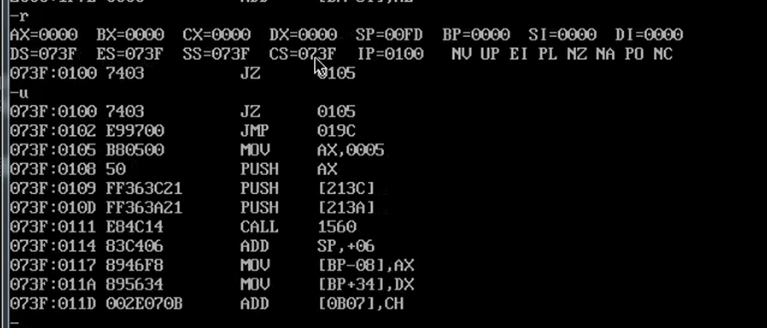 -r
AX=0000  BX=0000  CX=0000  DX=0000  SP=00FD  BP=0000  SI=0000  DI=0000
DS=073F  ES=073F  SS=073F  CS=073F  IP=0100   NV UP EI PL NZ NA PO NC
073F:0100 7403          JZ      0105
-u
073F:0100 7403          JZ      0105
073F:0102 E99700        JMP     019C
073F:0105 B80500        MOV     AX,0005
073F:0108 50            PUSH    AX
073F:0109 FF363C21      PUSH    [213C]
073F:010D FF363A21      PUSH    [213A]
073F:0111 E84C14        CALL    1560
073F:0114 83C406        ADD     SP,+06
073F:0117 8946F8        MOV     [BP-08],AX
073F:011A 895634        MOV     [BP+34],DX
073F:011D 002E070B      ADD     [0B07],CH
-